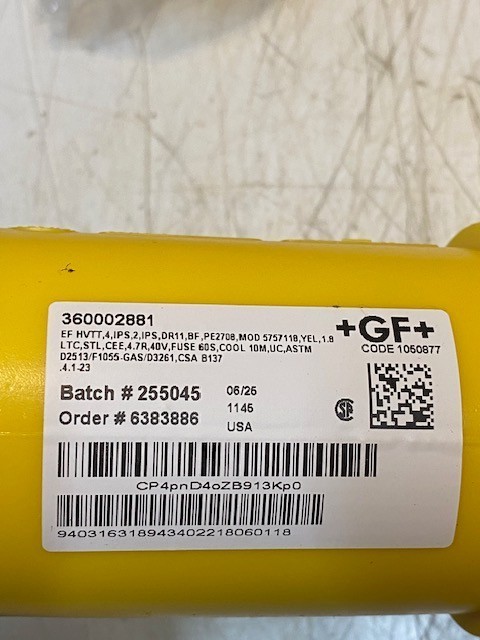 360002881
EF HVTT,4,IPS,2,IPS,DR11,BF,PE2708,MOD 5757118,YEL,1.8
LTC,STL,CEE,4.7R,40V,FUSE 60S,COOL 10M,UC,ASTM
D2513/F1055-GAS/D3261,CSA B137
.4.1-23
+GF+
CODE 1050877
Batch # 255045
06/25
Order # 6383886
1145
USA
CP4pnD4oZB913Kp0
940316318943402218060118